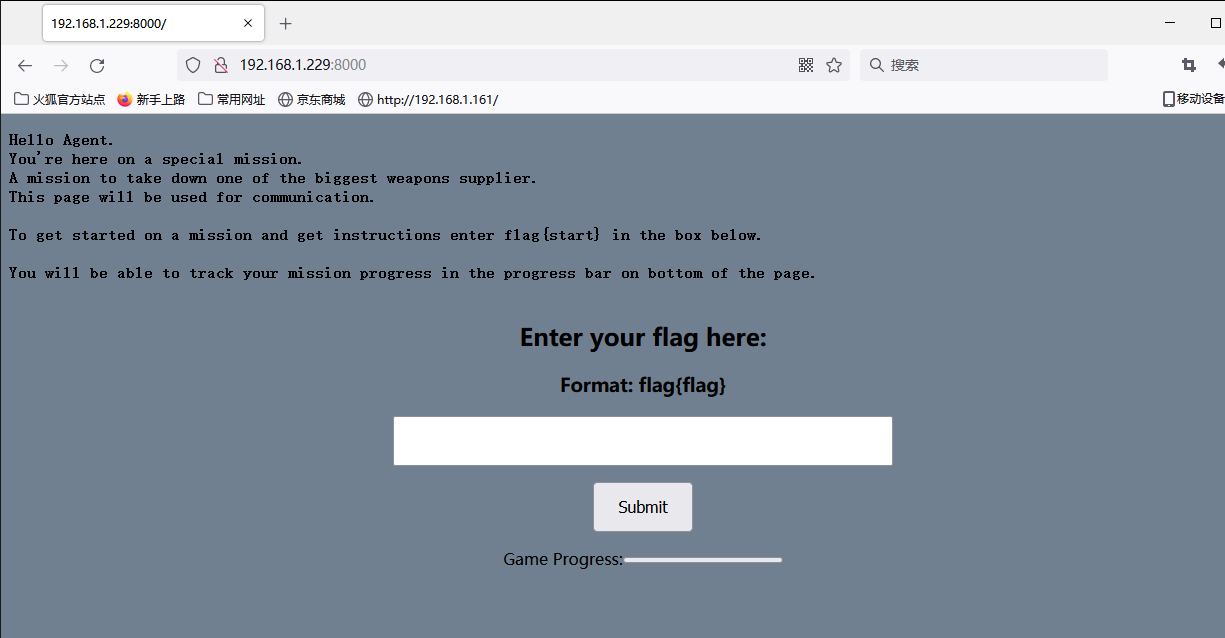 192.168.1.229:8000/
192.168.1.229:8000
搜索
火狐官方站点 新手上路 常用网址 京东商城 http://192.168.1.161/ 移动设备
Hello Agent.
You're here on a special mission.
A mission to take down one of the biggest weapons supplier.
This page will be used for communication.
To get started on a mission and get instructions enter flag{start} in the box below.
You will be able to track your mission progress in the progress bar on bottom of the page.
Enter your flag here:
Format: flag{flag}
Submit
Game Progress: